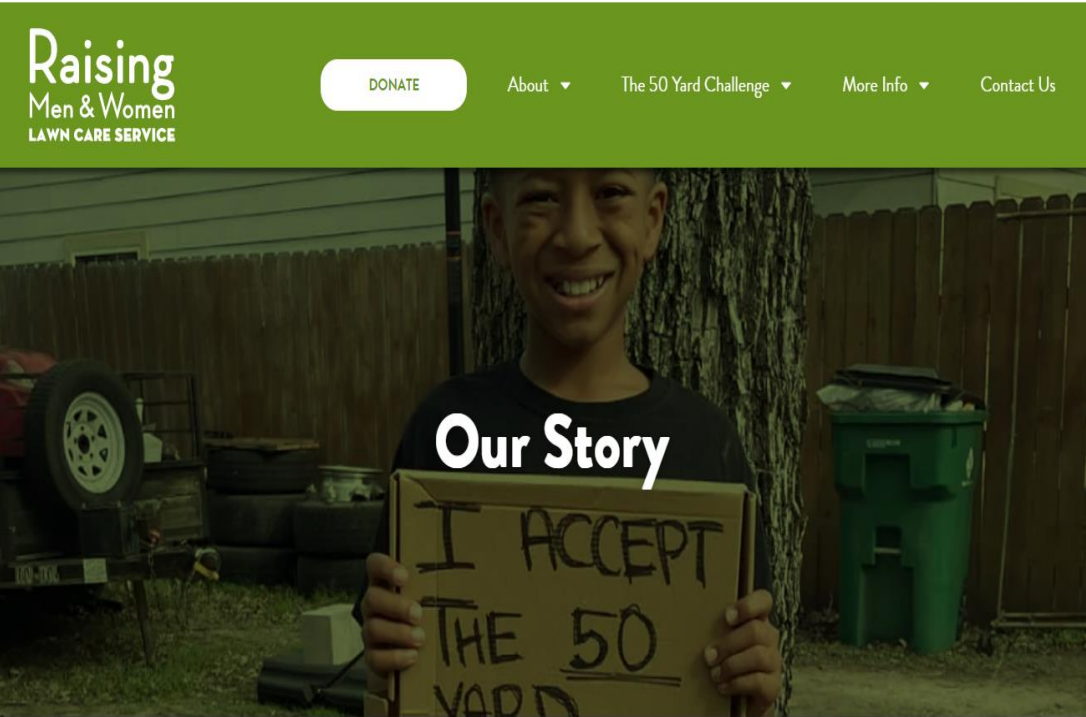 Raising
Men & Women
LAWN CARE SERVICE
DONATE
About
The 50 Yard Challenge
More Info
Contact Us
Our Story
I ACCEPT
THE 50
YARD